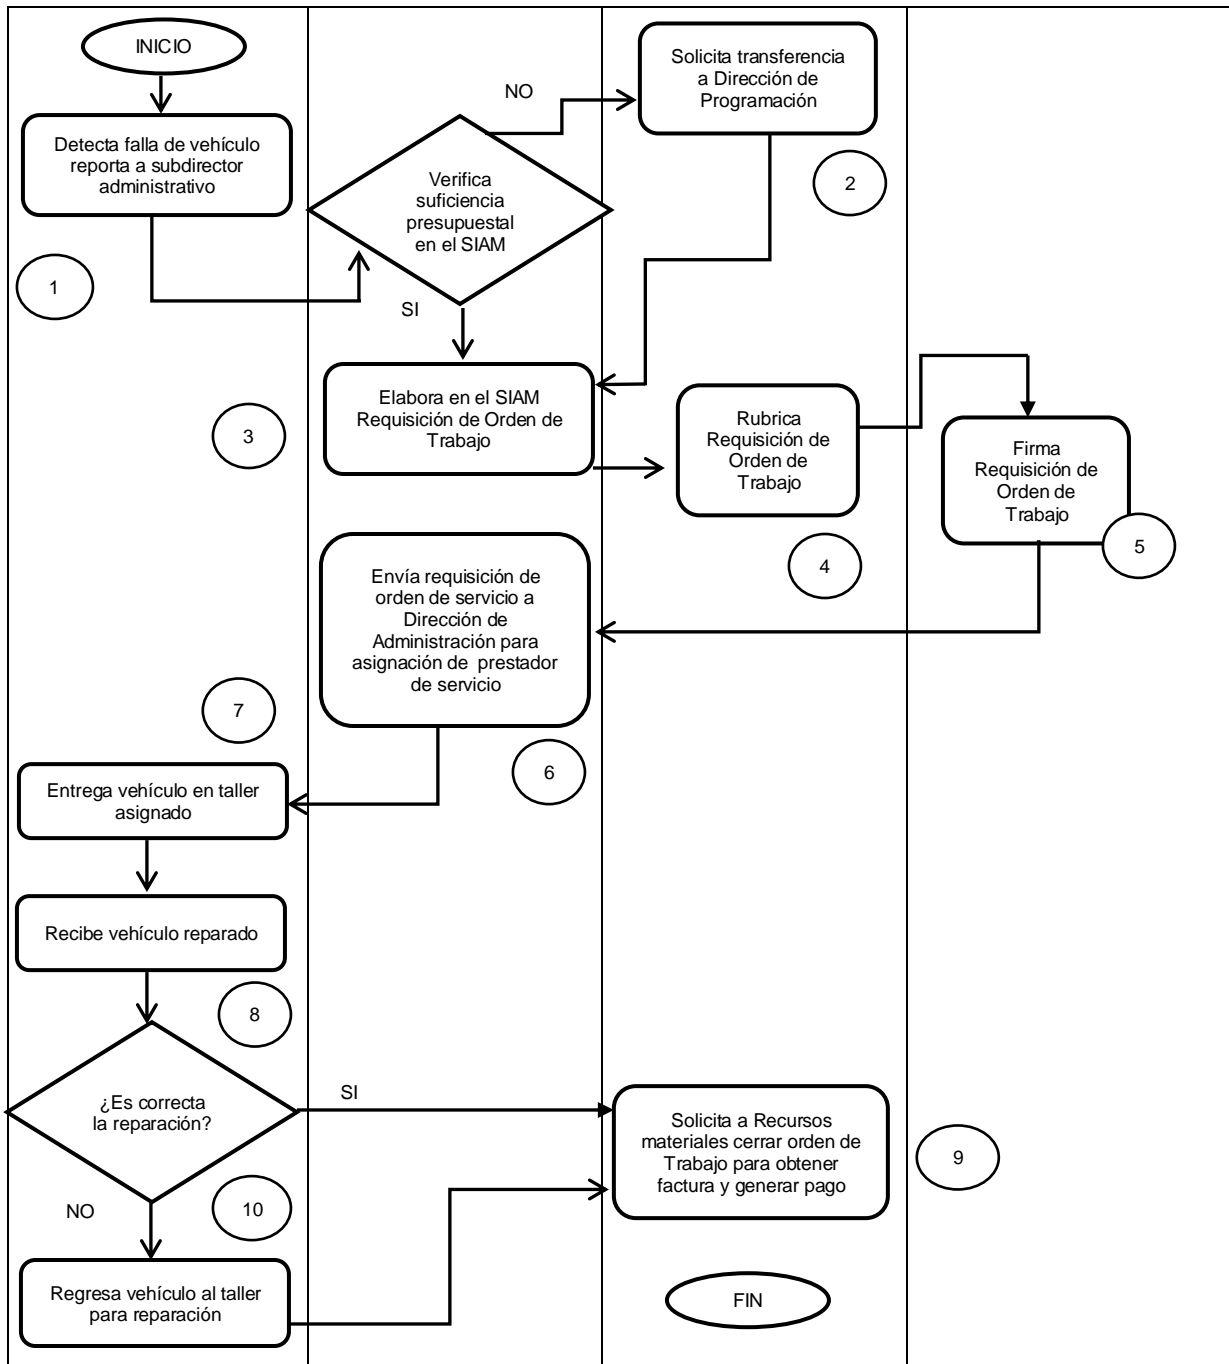 INICIO
Detecta falla de vehículo
reporta a subdirector
administrativo
1
NO
Verifica
suficiencia
presupuestal
en el SIAM
SI
Solicita transferencia
a Dirección de
Programación
2
3
Elabora en el SIAM
Requisición de Orden de
Trabajo
Rubrica
Requisición de
Orden de
Trabajo
4
Firma
Requisición de
Orden de
Trabajo
5
Envía requisición de
orden de servicio a
Dirección de
Administración para
asignación de prestador
de servicio
6
7
Entrega vehículo en taller
asignado
Recibe vehículo reparado
8
¿Es correcta
la reparación?
SI
NO
10
Solicita a Recursos
materiales cerrar orden de
Trabajo para obtener
factura y generar pago
9
Regresa vehículo al taller
para reparación
FIN